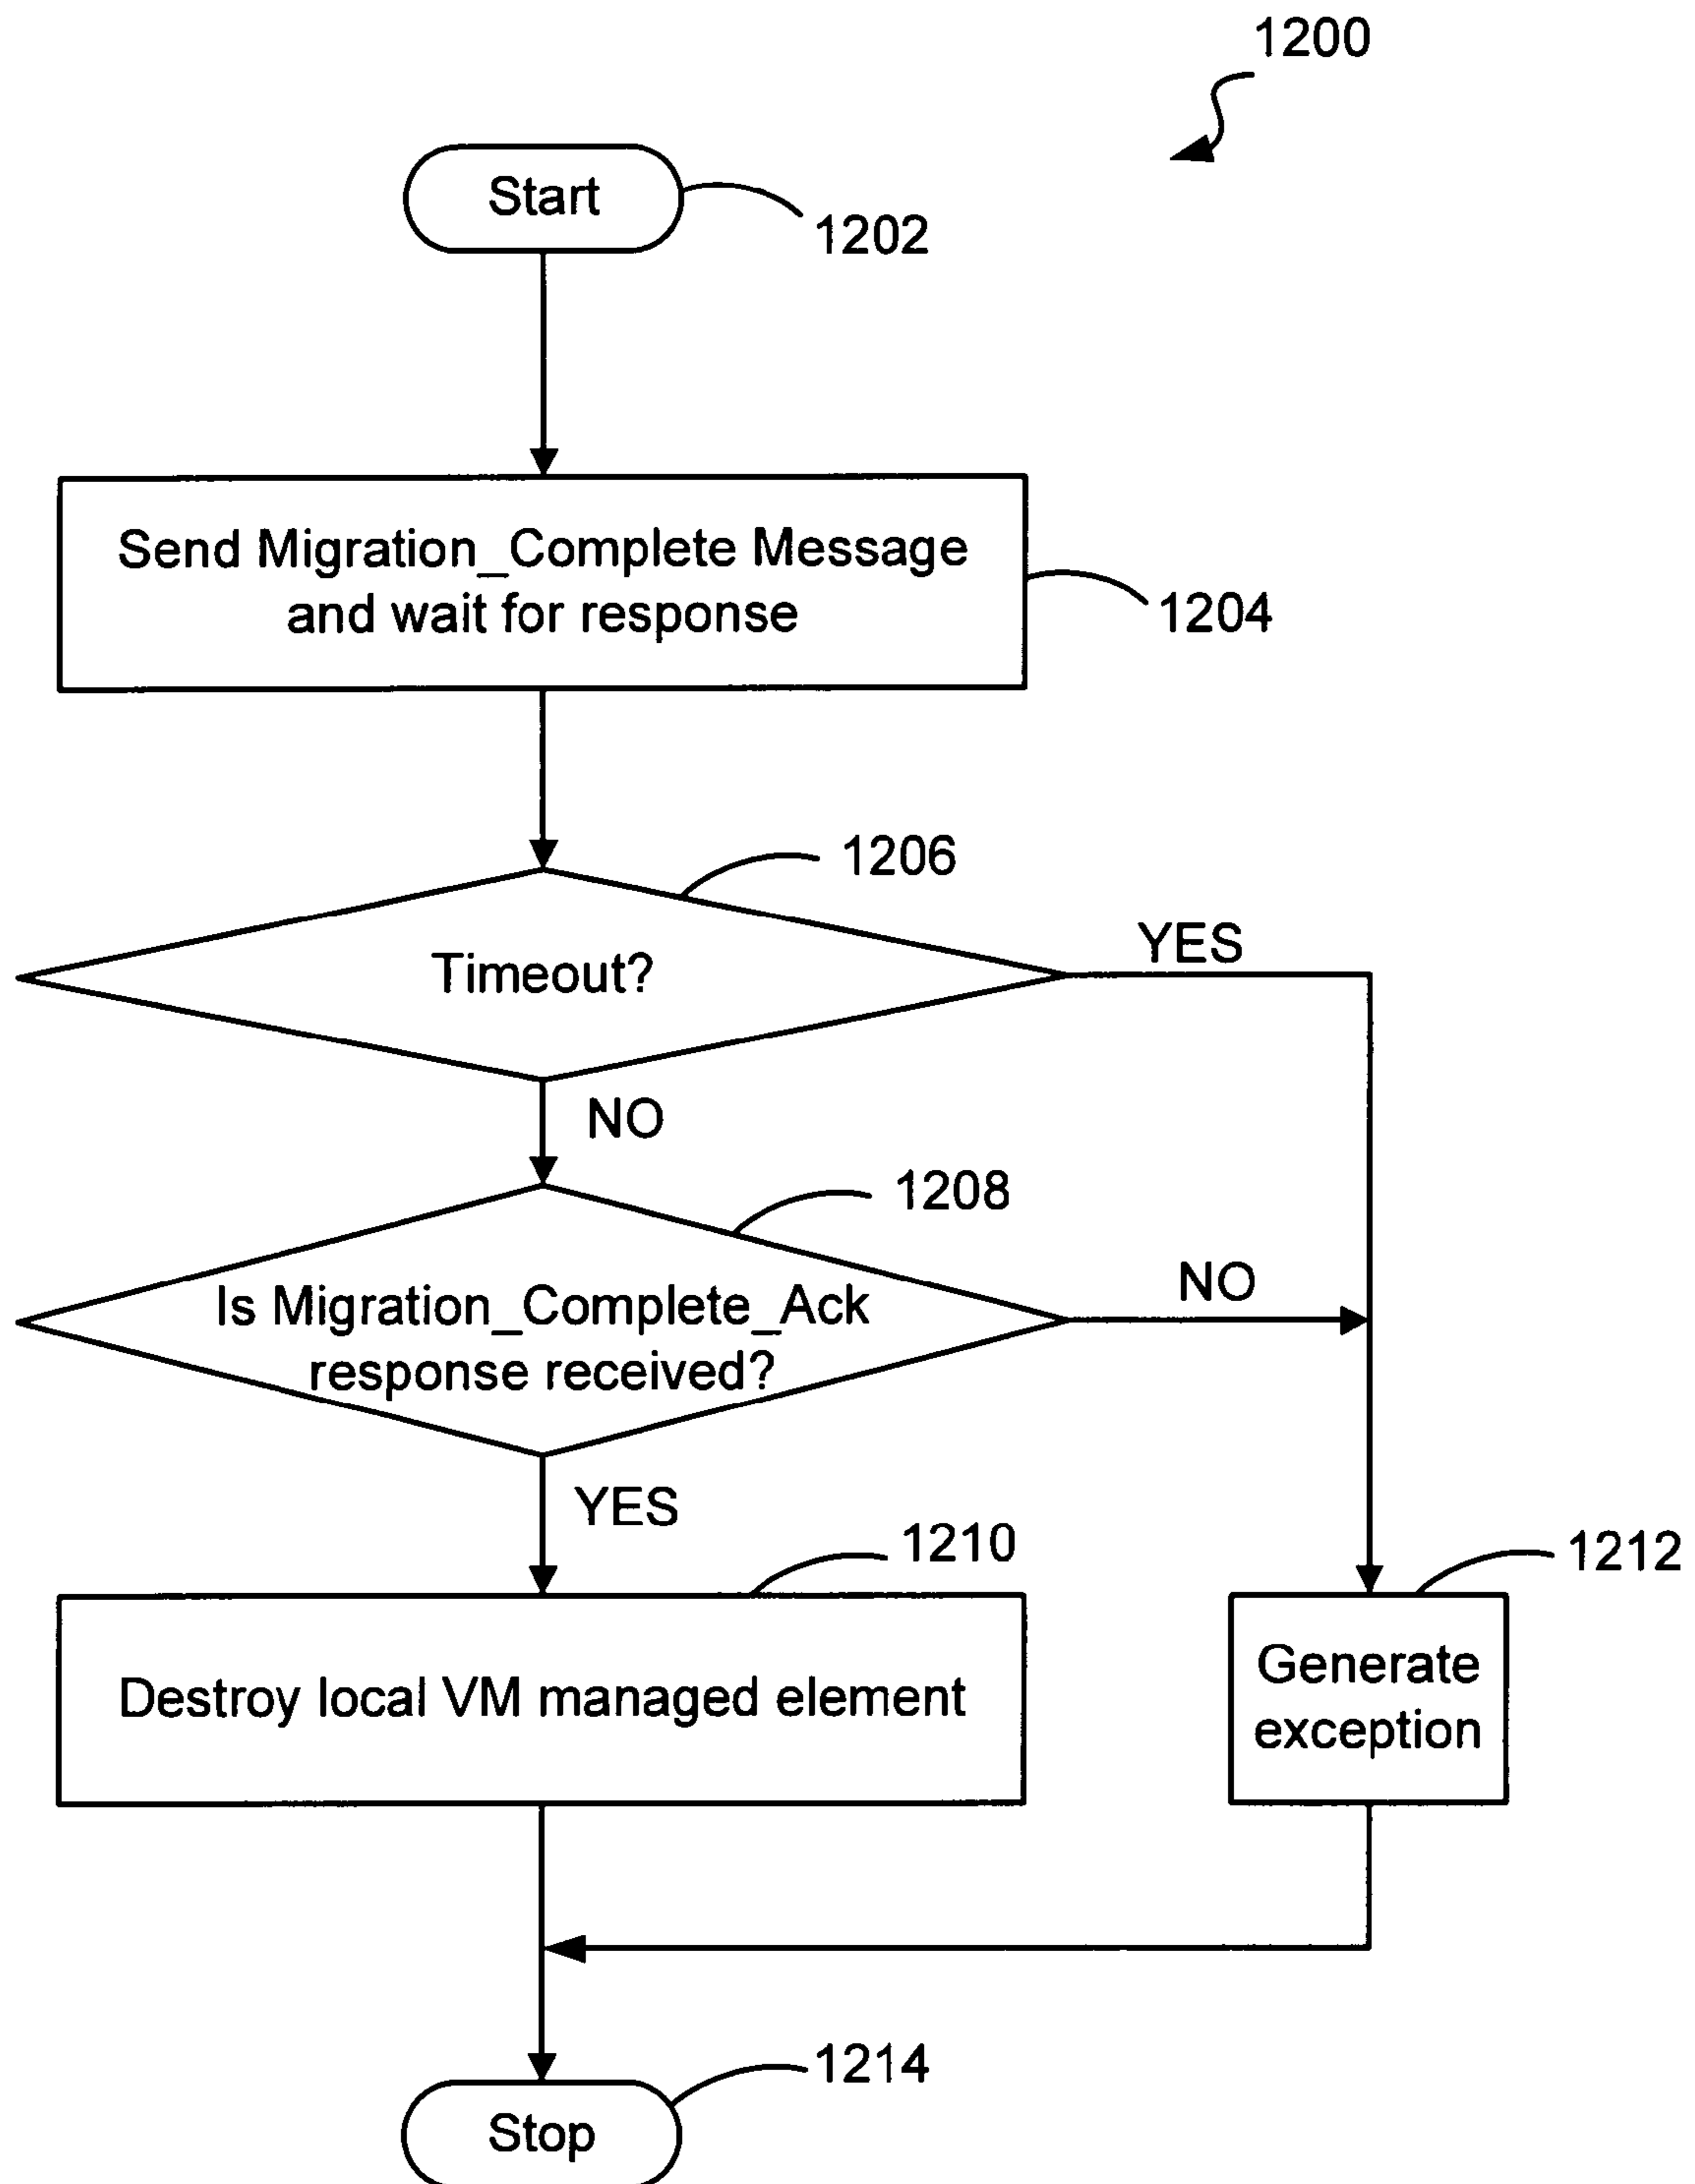 1200
Start
1202
Send Migration_Complete Message
and wait for response
1204
1206
Timeout?
YES
NO
1208
Is Migration_Complete_Ack
response received?
NO
YES
1210
1212
Destroy local VM managed element
Generate
exception
1214
Stop